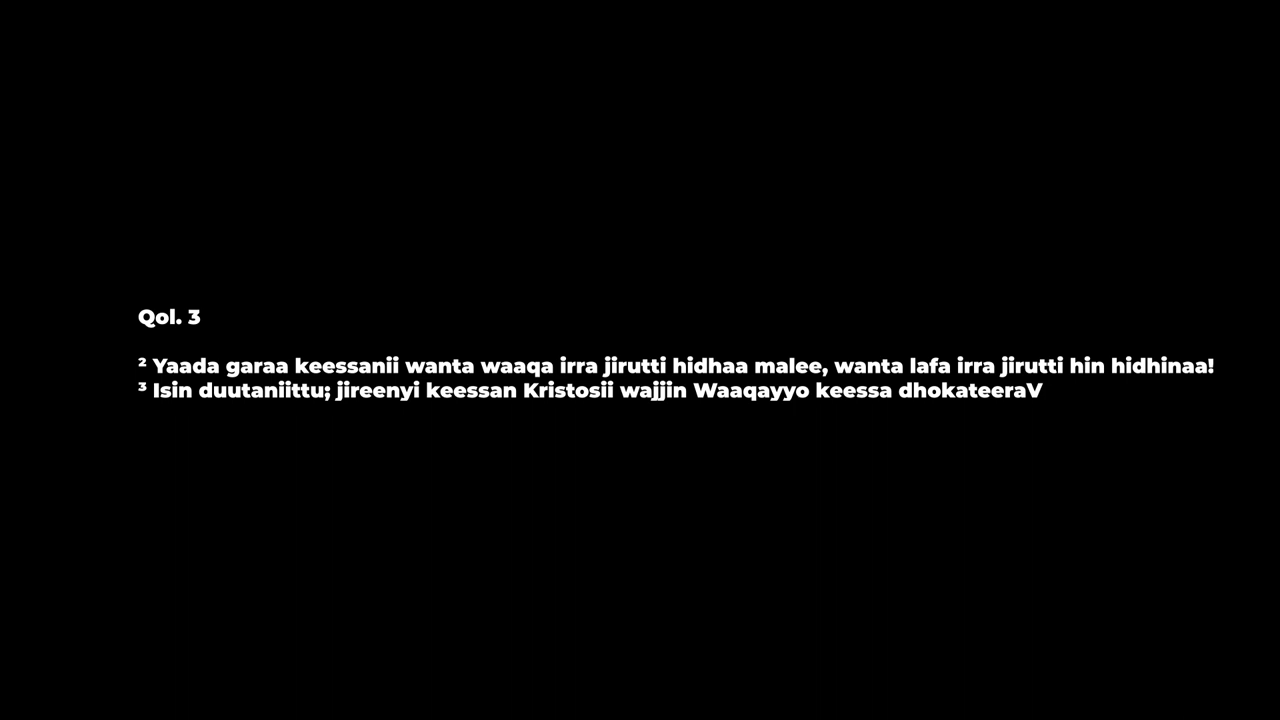 Qol. 3
² Yaada garaa keessanii wanta waaqa irra jirutti hidhaa malee, wanta lafa irra jirutti hin hidhinaa!
³ Isin duutaniittu; jireenyi keessan Kristosii wajjin Waaqayyo keessa dhokateeraV